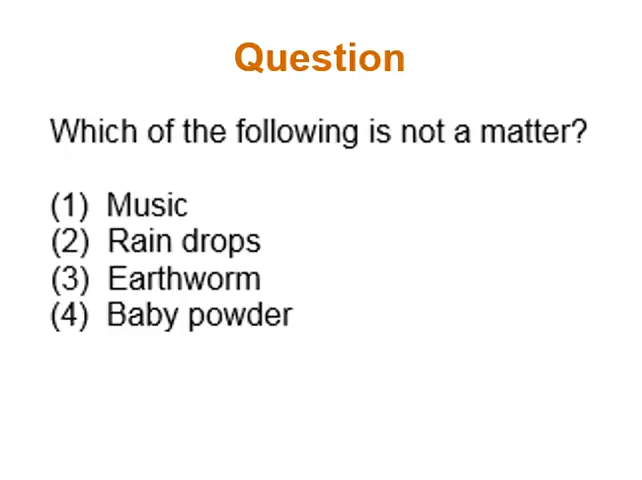 Question
Which of the following is not a matter?
(1) Music
(2) Rain drops
(3) Earthworm
(4) Baby powder